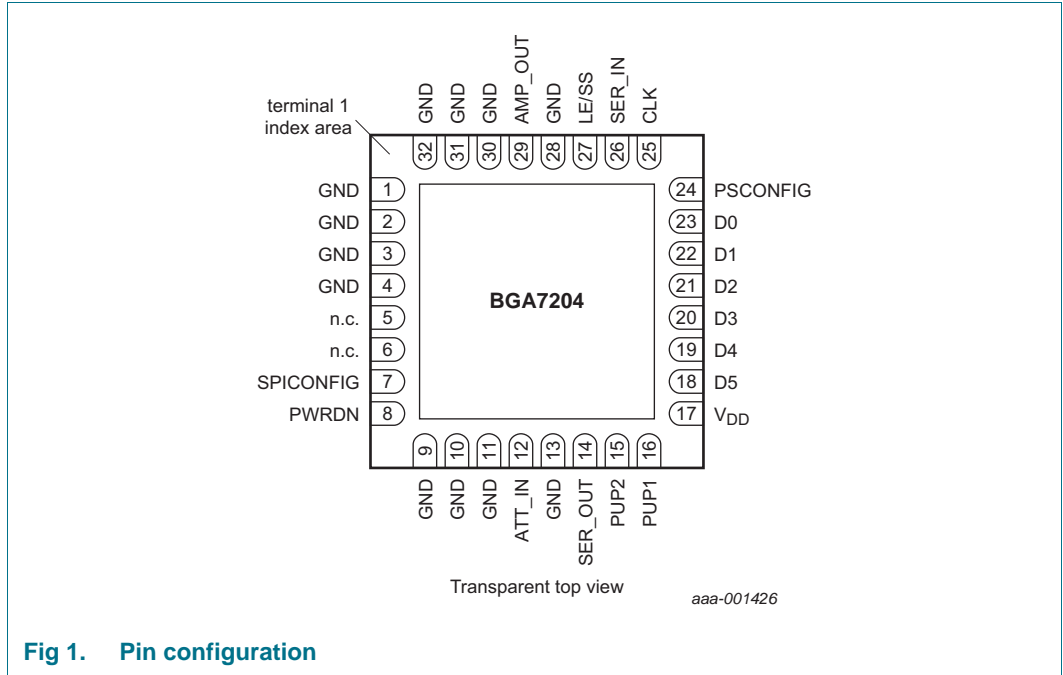 terminal 1
index area
GND
GND
GND
AMP_OUT
GND
LE/SS
SER_IN
CLK
32
31
30
29
28
27
26
25
GND 1
GND 2
GND 3
GND 4
n.c. 5
n.c. 6
SPICONFIG 7
PWRDN 8
BGA7204
24 PSCONFIG
23 D0
22 D1
21 D2
20 D3
19 D4
18 D5
17 VDD
9
10
11
12
13
14
15
16
GND
GND
GND
ATT_IN
GND
SER_OUT
PUP2
PUP1
Transparent top view
aaa-001426
Fig 1. Pin configuration